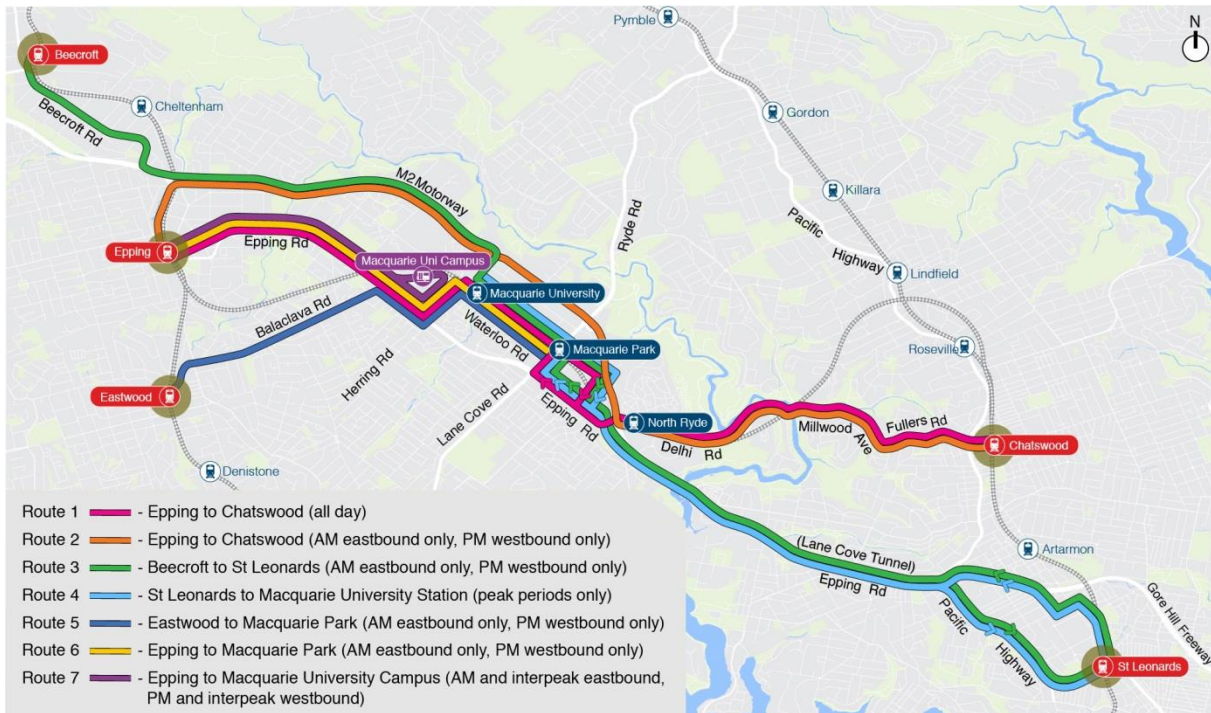 Pymble
N
Beecroft
Cheltenham
Beecroft Rd
Gordon
Killara
M2 Motorway
Ryde Rd
Pacific
Highway
Epping
Epping Rd
Macquarie Uni Campus
Lindfield
Macquarie University
Balaclava Rd
Waterloo Rd
Roseville
Macquarie Park
Herring Rd
Eastwood
Lane Cove Rd
Epping Rd
North Ryde
Delhi Rd
Millwood Ave
Fullers Rd
Chatswood
Denistone
(Lane Cove Tunnel)
Epping Rd
Artarmon
Pacific
Highway
Gore Hill Freeway
St Leonards
Route 1 - Epping to Chatswood (all day)
Route 2 - Epping to Chatswood (AM eastbound only, PM westbound only)
Route 3 - Beecroft to St Leonards (AM eastbound only, PM westbound only)
Route 4 - St Leonards to Macquarie University Station (peak periods only)
Route 5 - Eastwood to Macquarie Park (AM eastbound only, PM westbound only)
Route 6 - Epping to Macquarie Park (AM eastbound only, PM westbound only)
Route 7 - Epping to Macquarie University Campus (AM and interpeak eastbound,
PM and interpeak westbound)